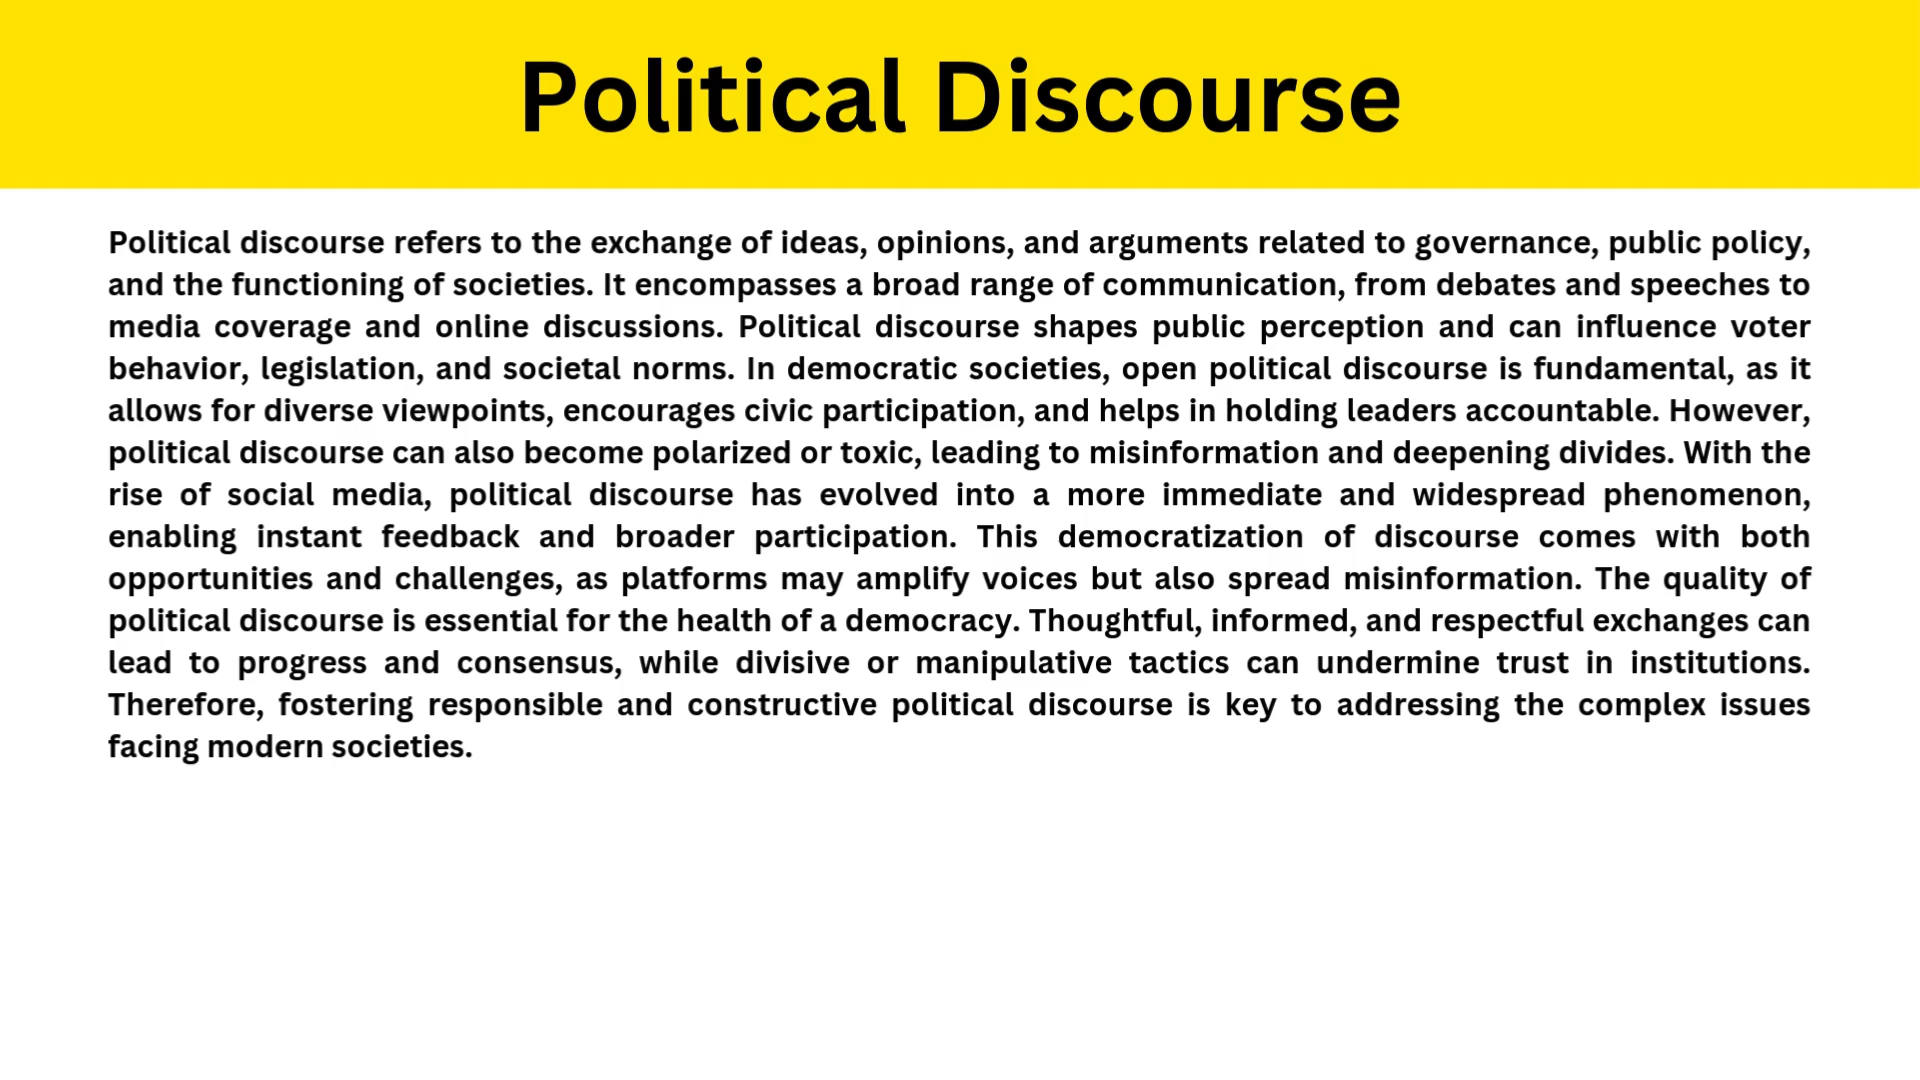 Political Discourse
Political discourse refers to the exchange of ideas, opinions, and arguments related to governance, public policy,
and the functioning of societies. It encompasses a broad range of communication, from debates and speeches to
media coverage and online discussions. Political discourse shapes public perception and can influence voter
behavior, legislation, and societal norms. In democratic societies, open political discourse is fundamental, as it
allows for diverse viewpoints, encourages civic participation, and helps in holding leaders accountable. However,
political discourse can also become polarized or toxic, leading to misinformation and deepening divides. With the
rise of social media, political discourse has evolved into a more immediate and widespread phenomenon,
enabling instant feedback and broader participation. This democratization of discourse comes with both
opportunities and challenges, as platforms may amplify voices but also spread misinformation. The quality of
political discourse is essential for the health of a democracy. Thoughtful, informed, and respectful exchanges can
lead to progress and consensus, while divisive or manipulative tactics can undermine trust in institutions.
Therefore, fostering responsible and constructive political discourse is key to addressing the complex issues
facing modern societies.